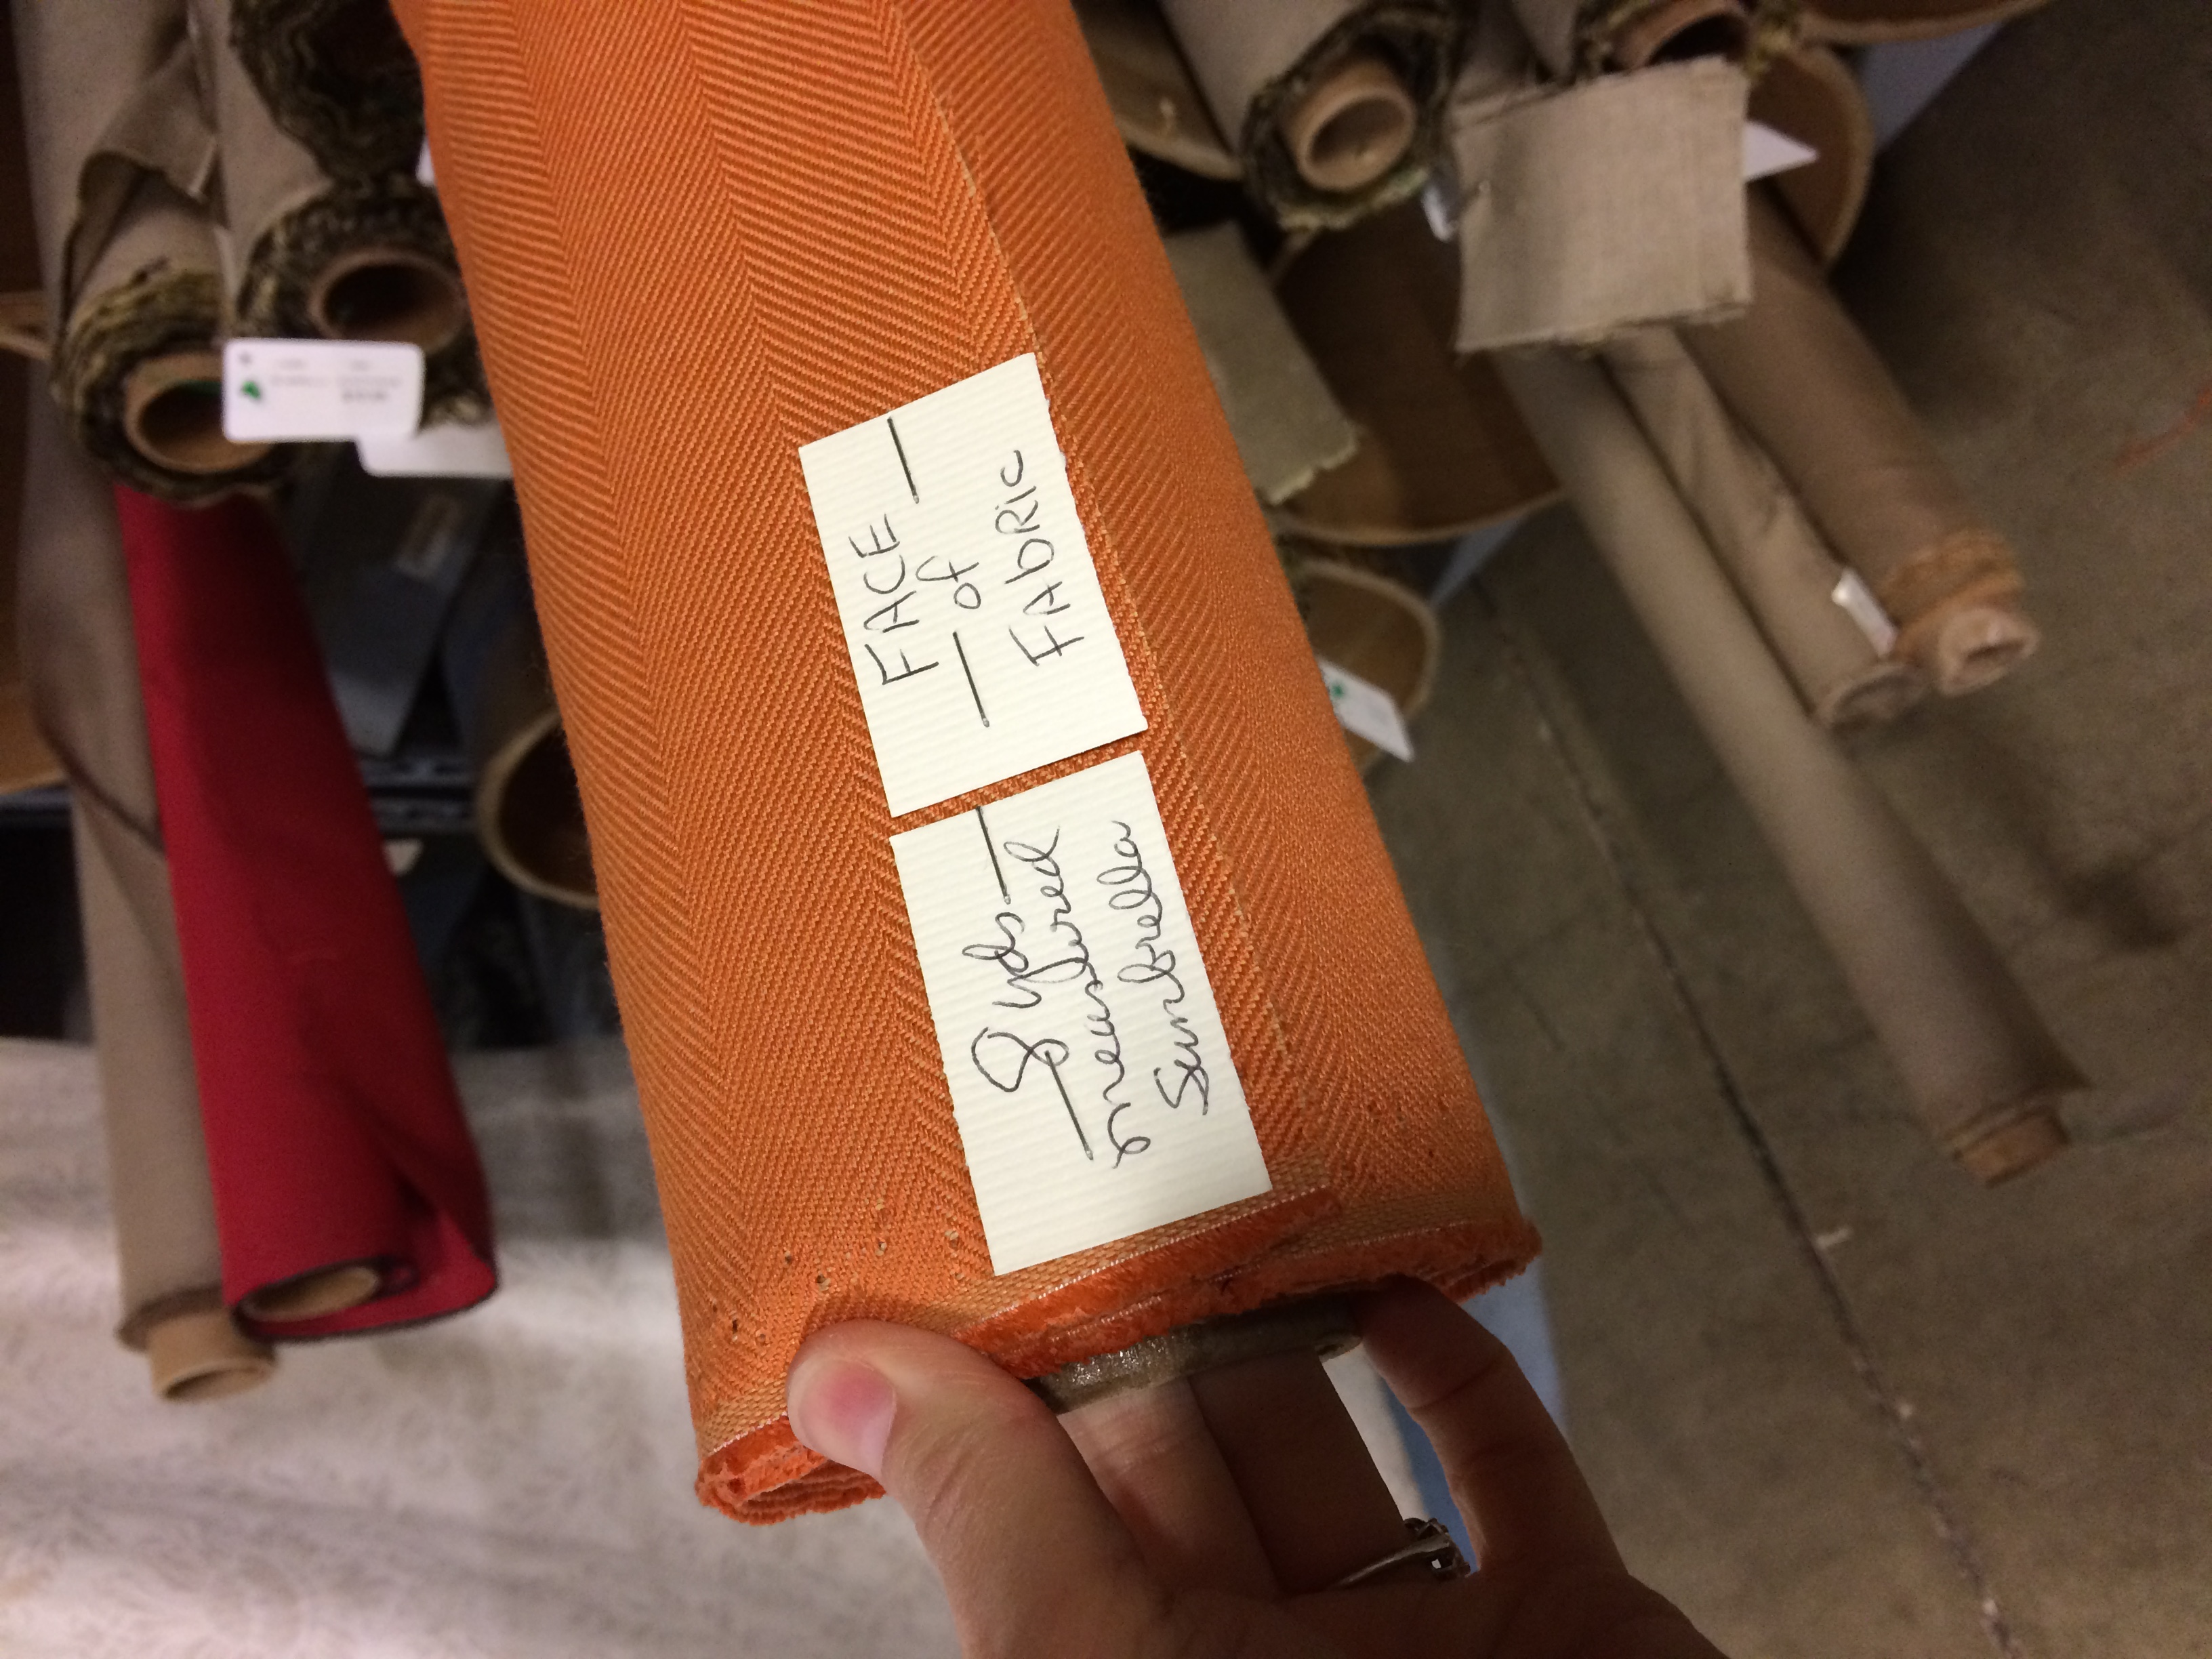 FACE
— of —
FAbRic
— 8 yds —
measured
Sunbrella